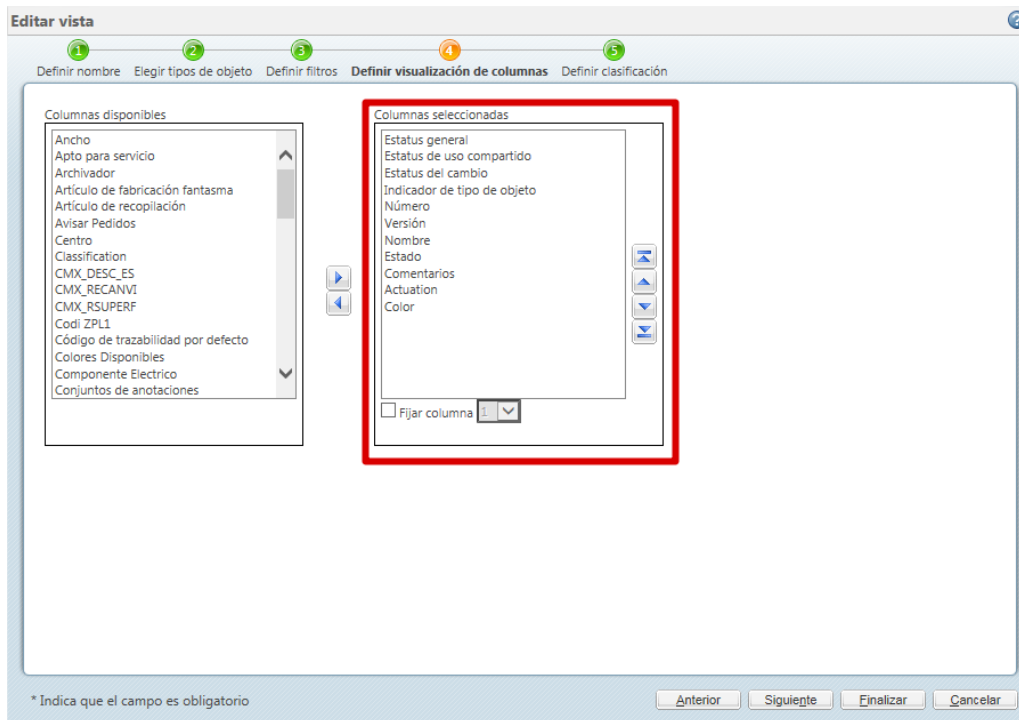 Editar vista
1 2 3 4 5
Definir nombre Elegir tipos de objeto Definir filtros Definir visualización de columnas Definir clasificación
Columnas disponibles
Ancho
Apto para servicio
Archivador
Artículo de fabricación fantasma
Artículo de recopilación
Avisar Pedidos
Centro
Classification
CMX_DESC_ES
CMX_RECANVI
CMX_RSUPERF
Codi ZPL1
Código de trazabilidad por defecto
Colores Disponibles
Componente Electrico
Conjuntos de anotaciones
Columnas seleccionadas
Estatus general
Estatus de uso compartido
Estatus del cambio
Indicador de tipo de objeto
Número
Versión
Nombre
Estado
Comentarios
Actuation
Color
Fijar columna 1
* Indica que el campo es obligatorio
Anterior Siguiente Finalizar Cancelar